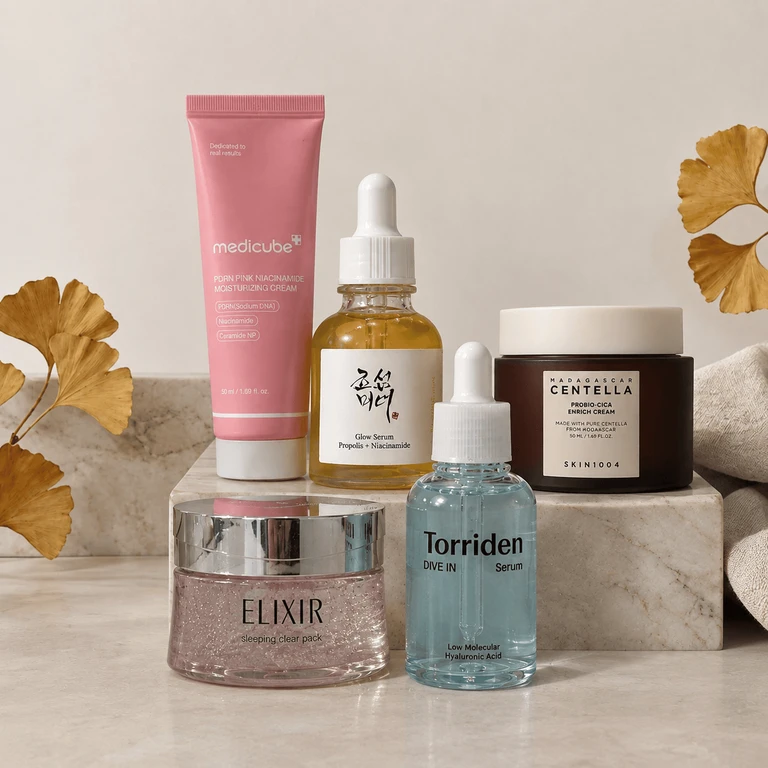 Dedicated to
real results
medicube
PDRN PINK NIACINAMIDE
MOISTURIZING CREAM
PDRN(Sodium DNA)
Niacinamide
Ceramide NP
50 ml / 1.69 fl. oz.
조선
미녀
Glow Serum
Propolis + Niacinamide
MADAGASCAR
CENTELLA
PROBIO-CICA
ENRICH CREAM
MADE WITH PURE CENTELLA
FROM MDGAASCAR
50 ML / 1.69 FL.OZ
SKIN1004
ELIXIR
sleeping clear pack
Torriden
DIVE IN Serum
Low Molecular
Hyaluronic Acid